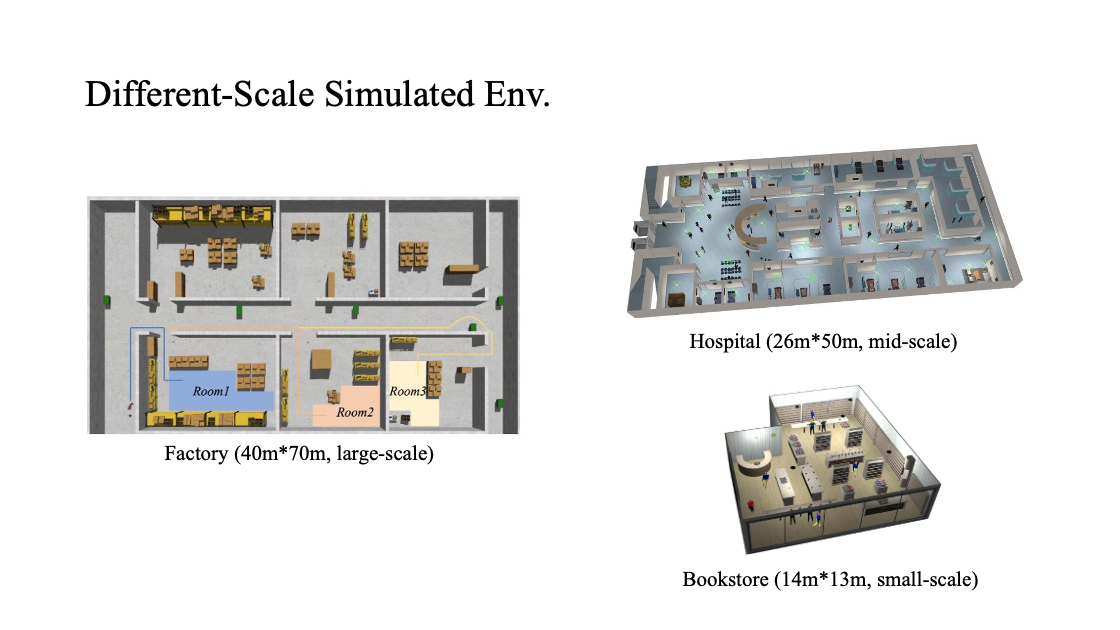 Different-Scale Simulated Env.
Room1
Room2
Room3
Factory (40m*70m, large-scale)
Hospital (26m*50m, mid-scale)
Bookstore (14m*13m, small-scale)